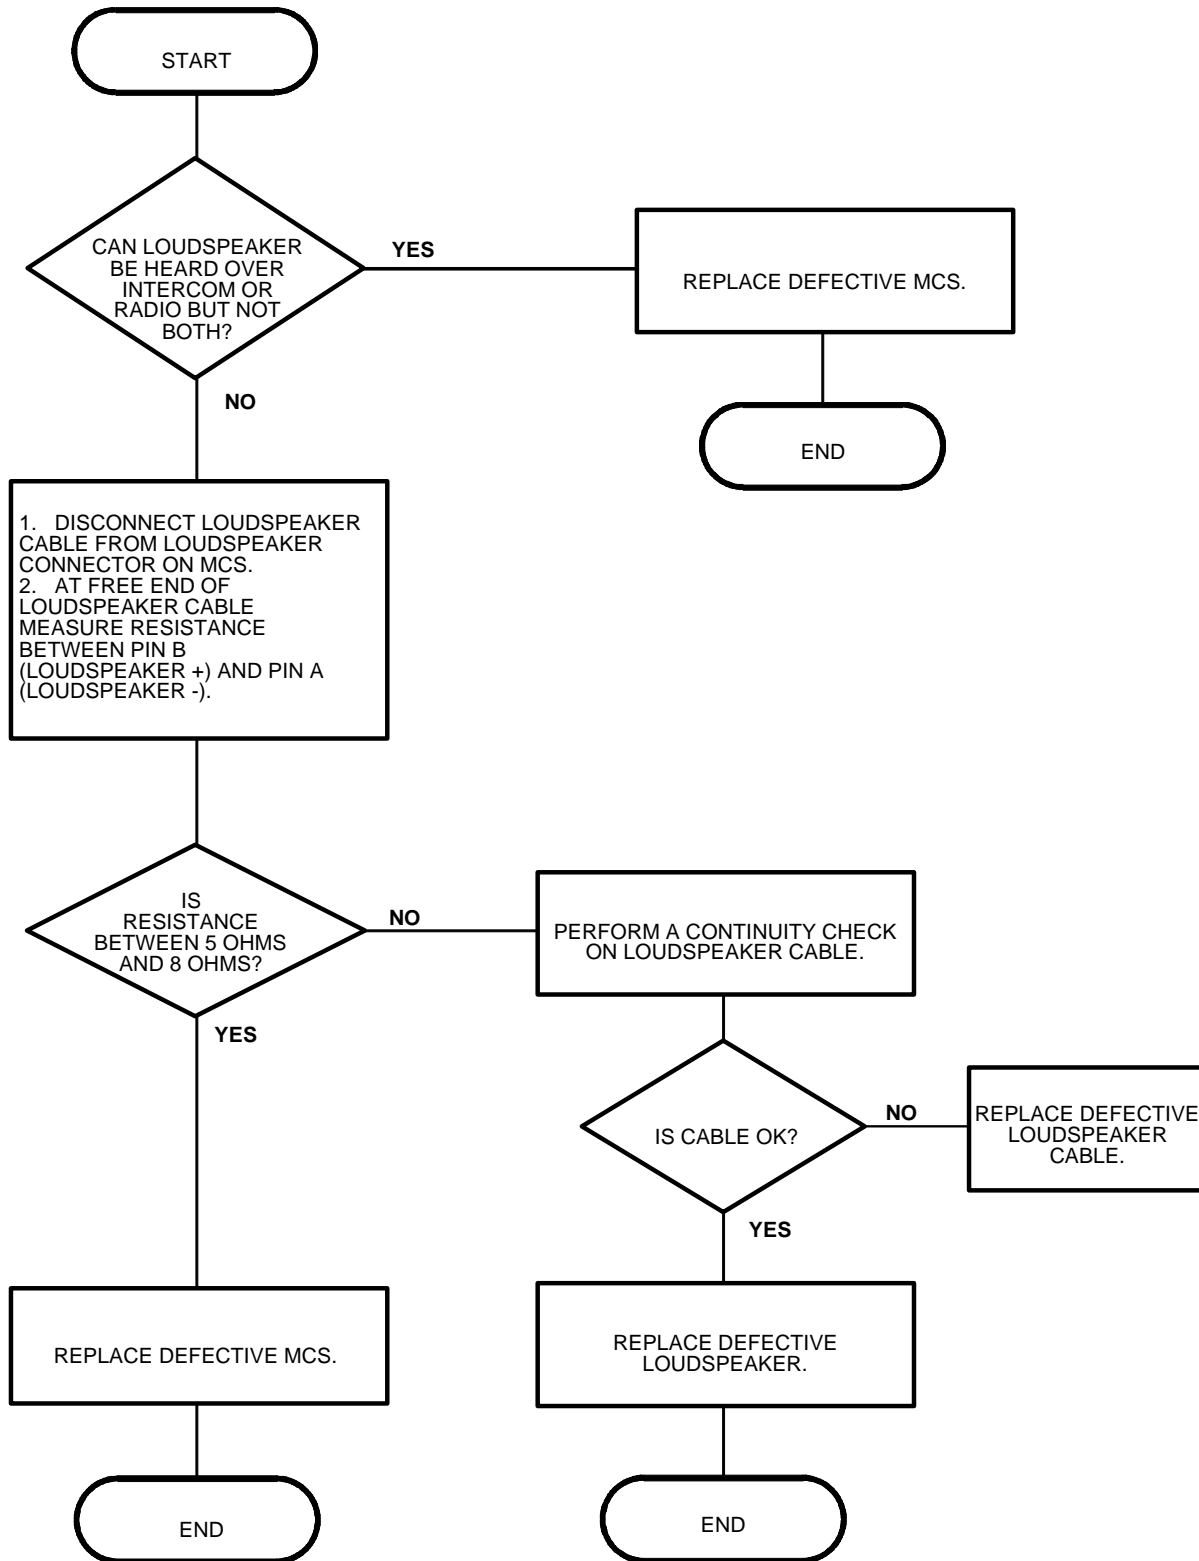 START
CAN LOUDSPEAKER
BE HEARD OVER
INTERCOM OR
RADIO BUT NOT
BOTH?
YES
REPLACE DEFECTIVE MCS.
END
NO
1. DISCONNECT LOUDSPEAKER
CABLE FROM LOUDSPEAKER
CONNECTOR ON MCS.
2. AT FREE END OF
LOUDSPEAKER CABLE
MEASURE RESISTANCE
BETWEEN PIN B
(LOUDSPEAKER +) AND PIN A
(LOUDSPEAKER -).
IS
RESISTANCE
BETWEEN 5 OHMS
AND 8 OHMS?
NO
PERFORM A CONTINUITY CHECK
ON LOUDSPEAKER CABLE.
YES
IS CABLE OK?
NO
REPLACE DEFECTIVE
LOUDSPEAKER
CABLE.
YES
REPLACE DEFECTIVE MCS.
REPLACE DEFECTIVE
LOUDSPEAKER.
END
END